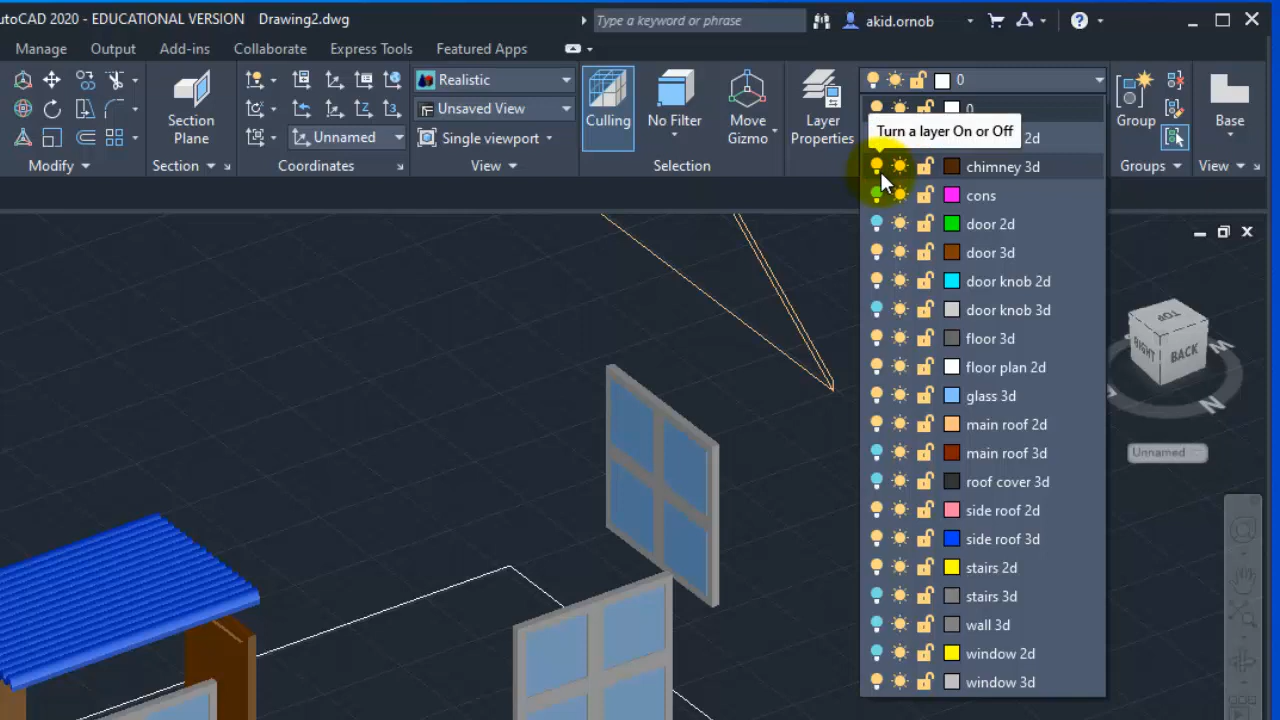 utoCAD 2020 - EDUCATIONAL VERSION Drawing2.dwg
Type a keyword or phrase
akid.ornob
Manage Output Add-ins Collaborate Express Tools Featured Apps
Realistic
0
Unsaved View
Section Plane
Culling
No Filter
Move Gizmo
Layer Properties
Group
Base
0
Turn a layer On or Off
Unnamed
Single viewport
2d
Modify Section Coordinates View Selection Groups View
chimney 3d
cons
door 2d
door 3d
door knob 2d
door knob 3d
floor 3d
floor plan 2d
glass 3d
main roof 2d
main roof 3d
roof cover 3d
side roof 2d
side roof 3d
stairs 2d
stairs 3d
wall 3d
window 2d
window 3d
TOP
RIGHT BACK
W
N
Unnamed